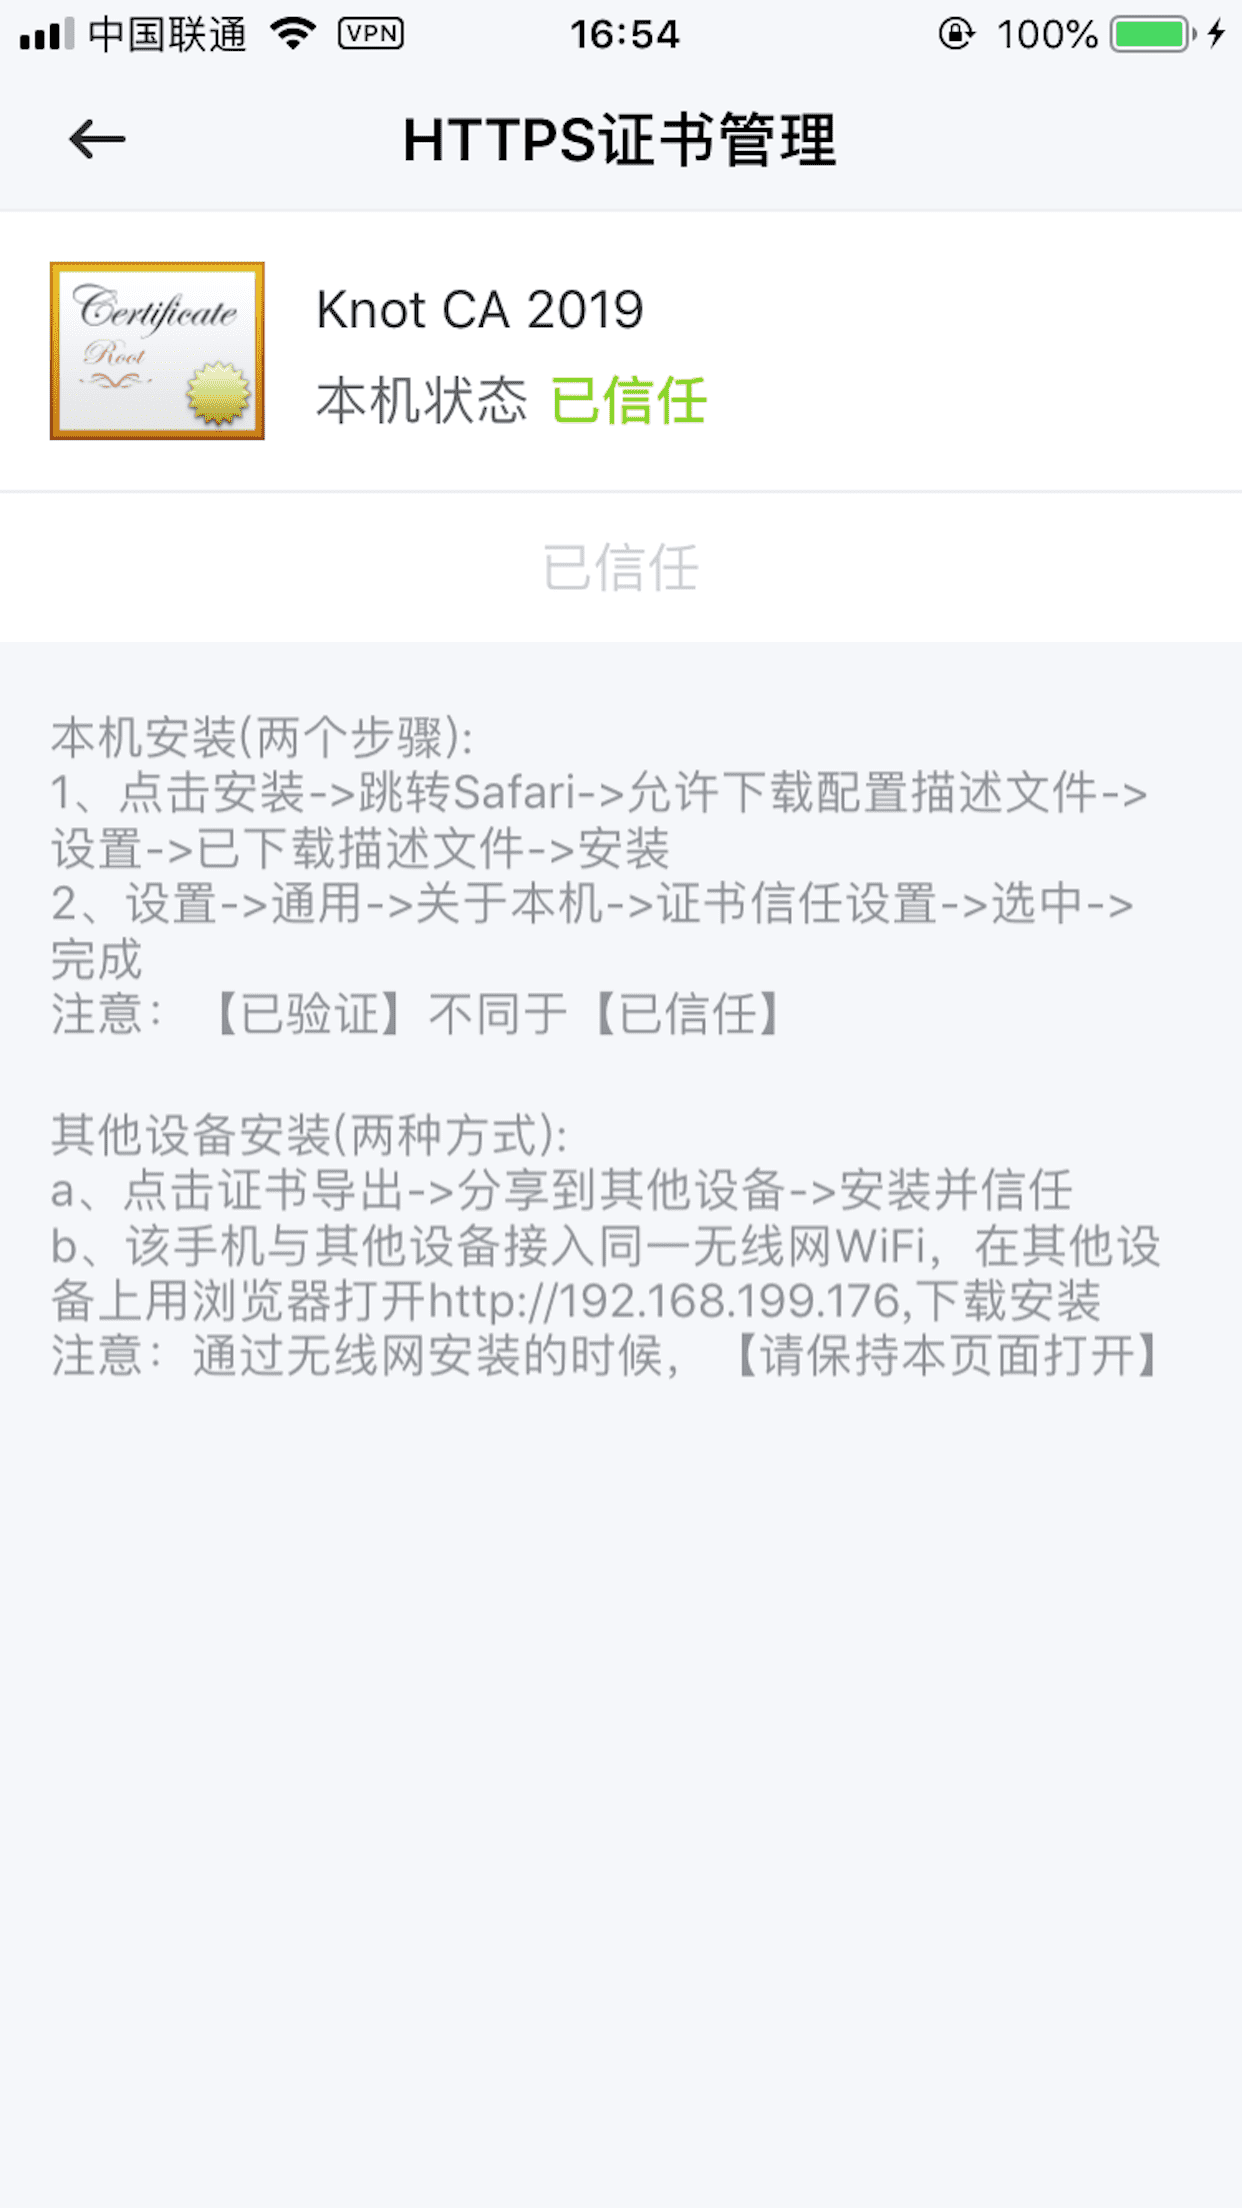 中国联通 VPN 16:54 100%
HTTPS证书管理
Certificate
Root
Knot CA 2019
本机状态 已信任
已信任
本机安装(两个步骤):
1、点击安装->跳转Safari->允许下载配置描述文件->
设置->已下载描述文件->安装
2、设置->通用->关于本机->证书信任设置->选中->
完成
注意：【已验证】不同于【已信任】
其他设备安装(两种方式):
a、点击证书导出->分享到其他设备->安装并信任
b、该手机与其他设备接入同一无线网WiFi，在其他设
备上用浏览器打开http://192.168.199.176,下载安装
注意：通过无线网安装的时候，【请保持本页面打开】